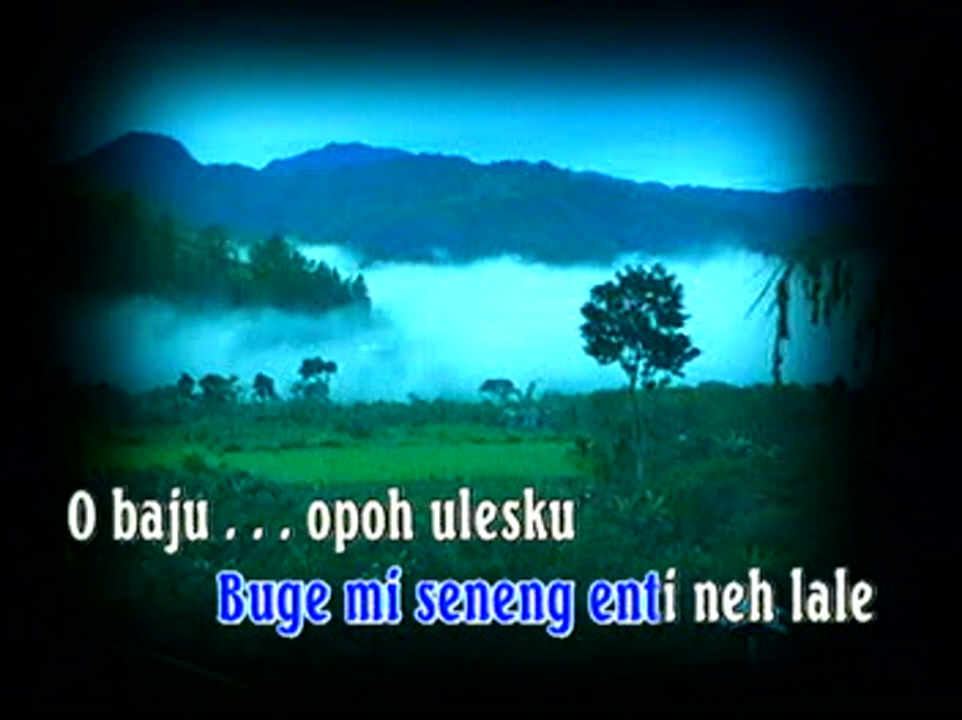 O baju . . . opoh ulesku
Buge mi seneng enti neh lale